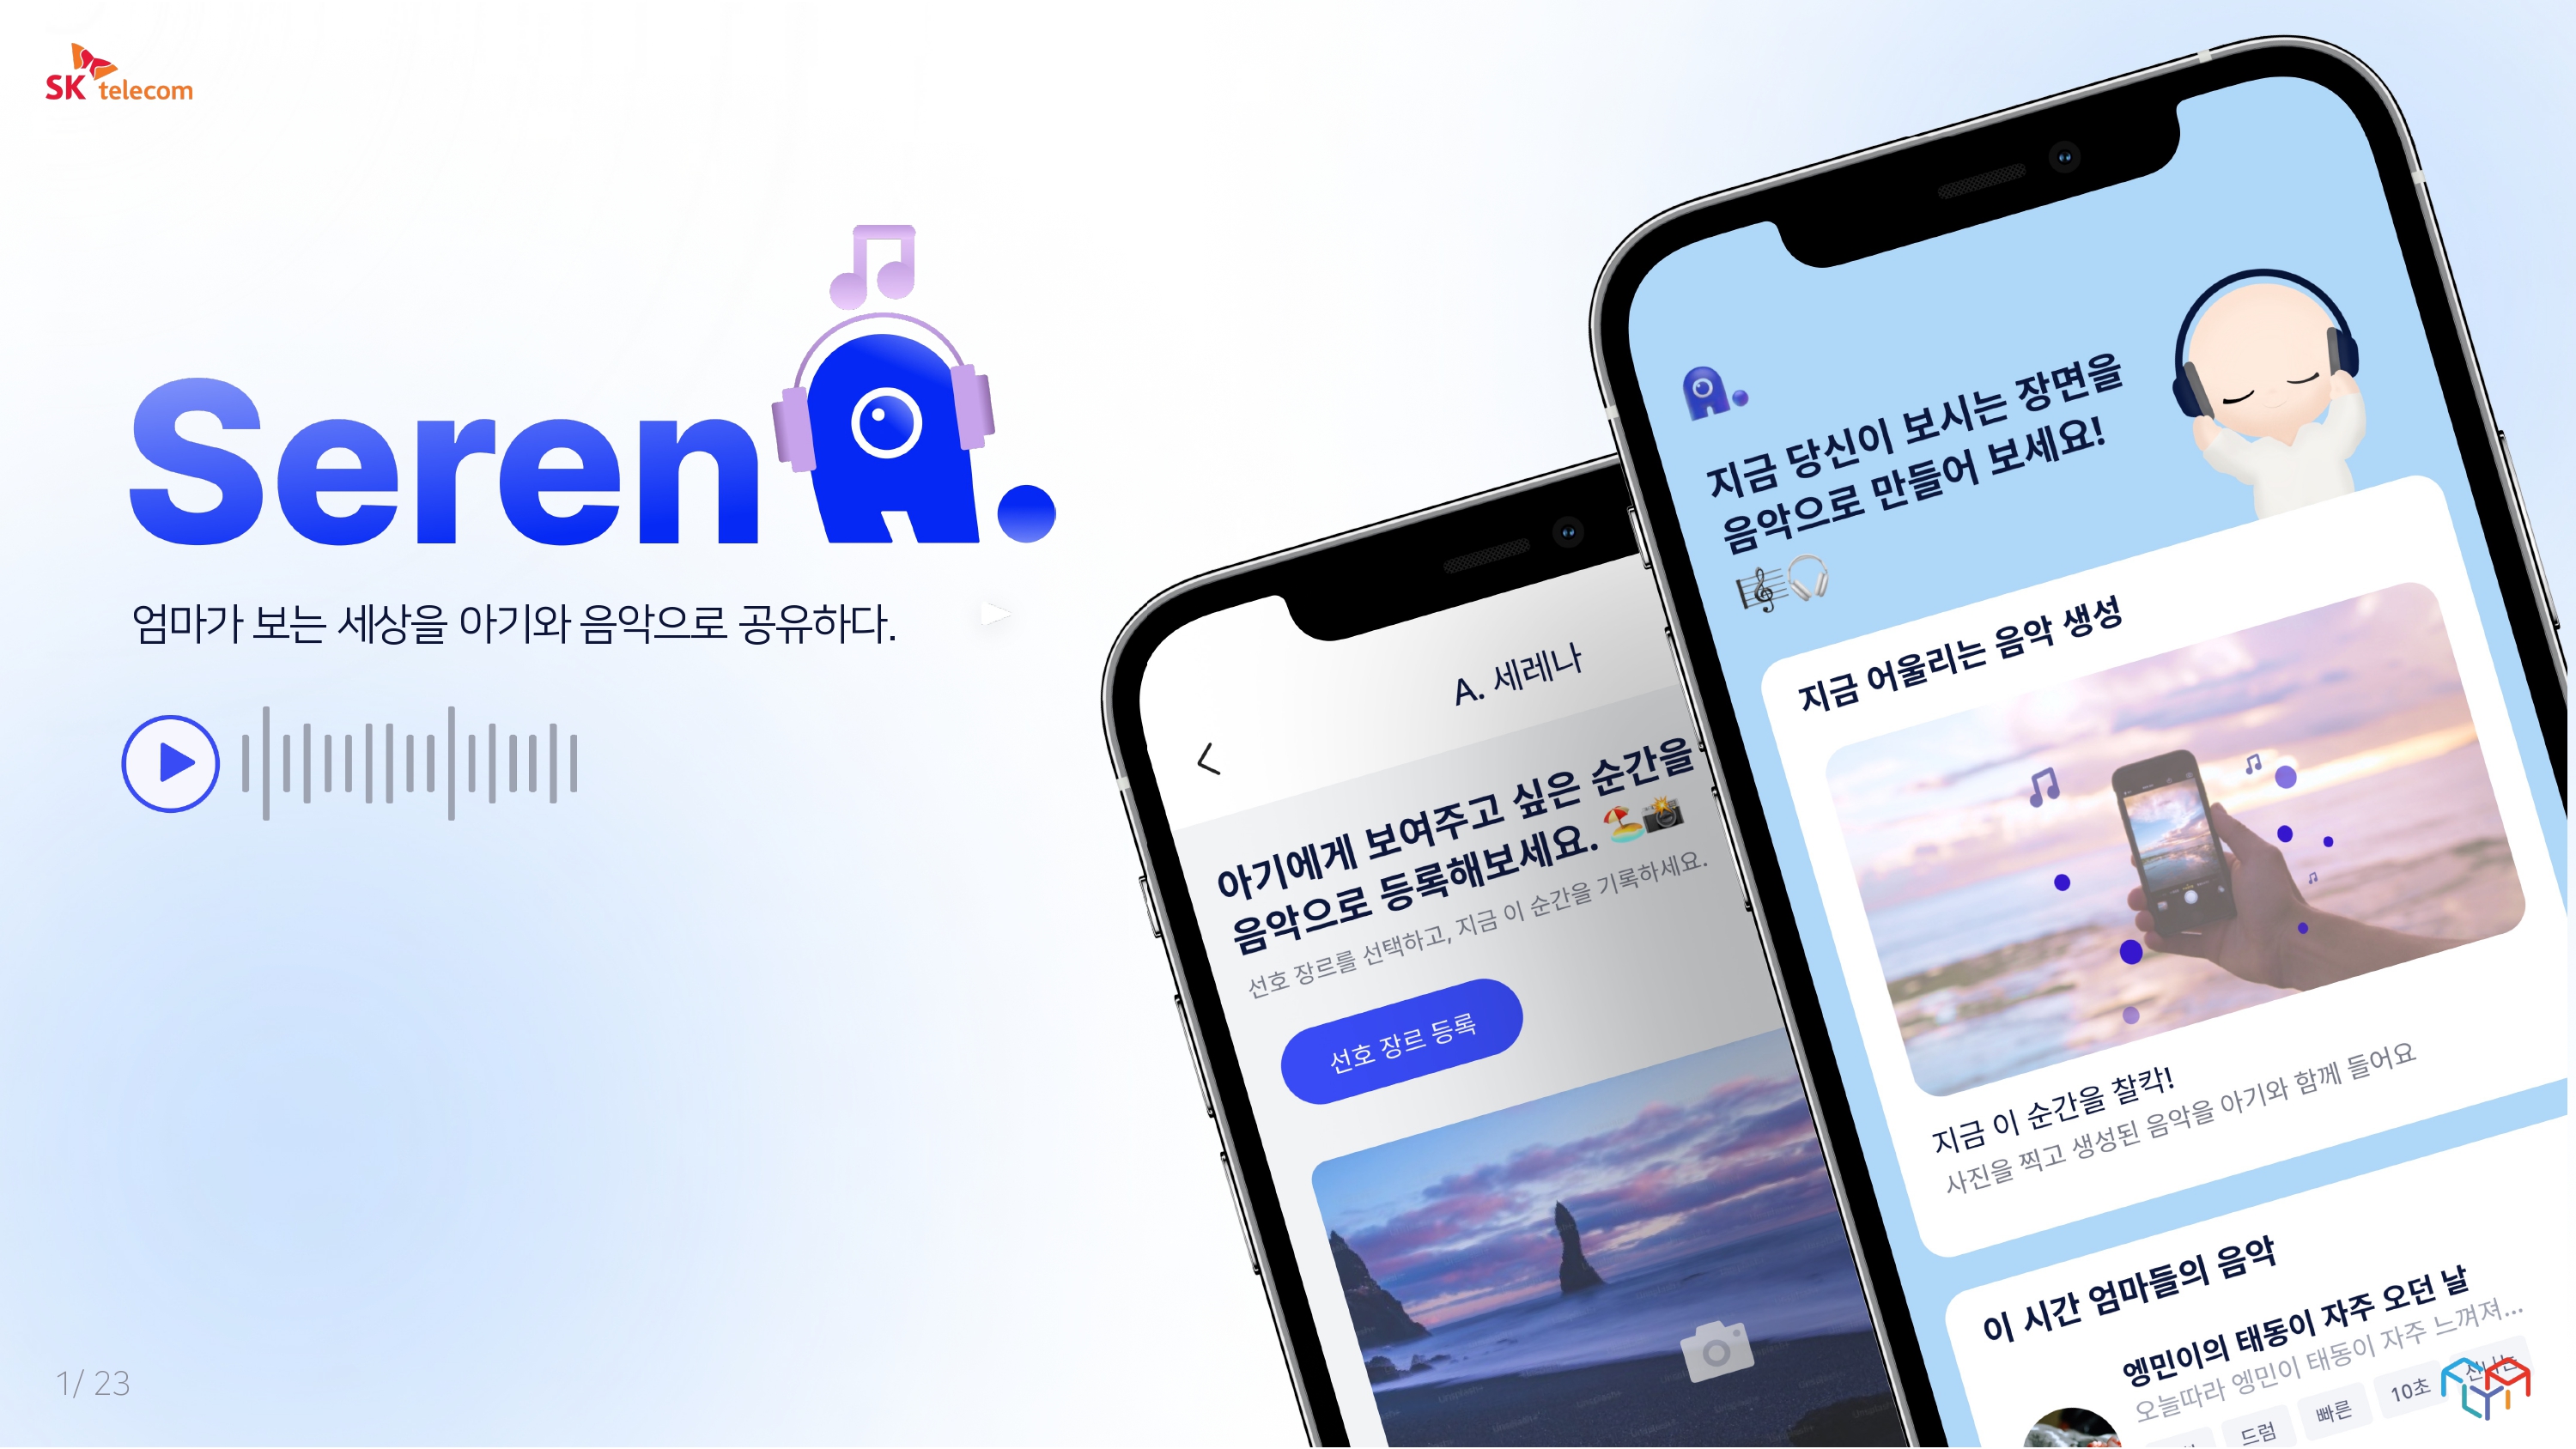 SK telecom
SerenA.
엄마가 보는 세상을 아기와 음악으로 공유하다.
A. 세레나
아기에게 보여주고 싶은 순간을
음악으로 등록해보세요.
선호 장르를 선택하고, 지금 이 순간을 기록하세요.
선호 장르 등록
지금 당신이 보시는 장면을
음악으로 만들어 보세요!
지금 어울리는 음악 생성
지금 이 순간을 찰칵!
사진을 찍고 생성된 음악을 아기와 함께 들어요
이 시간 엄마들의 음악
엥민이의 태동이 자주 오던 날
오늘따라 엥민이 태동이 자주 느껴져...
드럼 빠른 10초
1/ 23